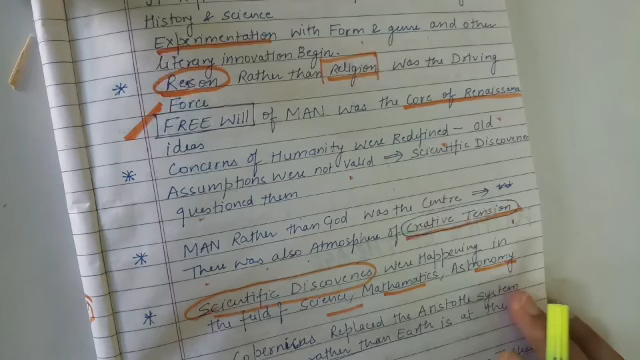 History & Science
Experimentation with Form & genre and other
literary innovation Begin.
* Reason Rather than Religion was the Driving
Force
FREE WILL of MAN was the Core of Renaissance
ideas
* Concerns of Humanity Were Redefined - old
Assumptions were not valid ⇒ Scientific Discoveries
questioned them
* MAN Rather than God was the Centre ⇒
There was also Atmosphere of Creative Tension
* Scientific Discoveries were Happening in
the field of Science, Mathematics, Astronomy
Copernicus Replaced the Aristotle system
rather than Earth is at the